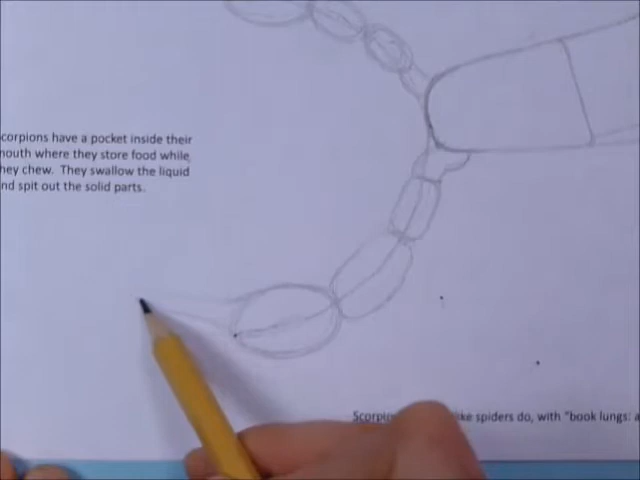 corpions have a pocket inside their
nouth where they store food while
hey chew. They swallow the liquid
nd spit out the solid parts.
Scorpio ike spiders do, with "book lungs: a